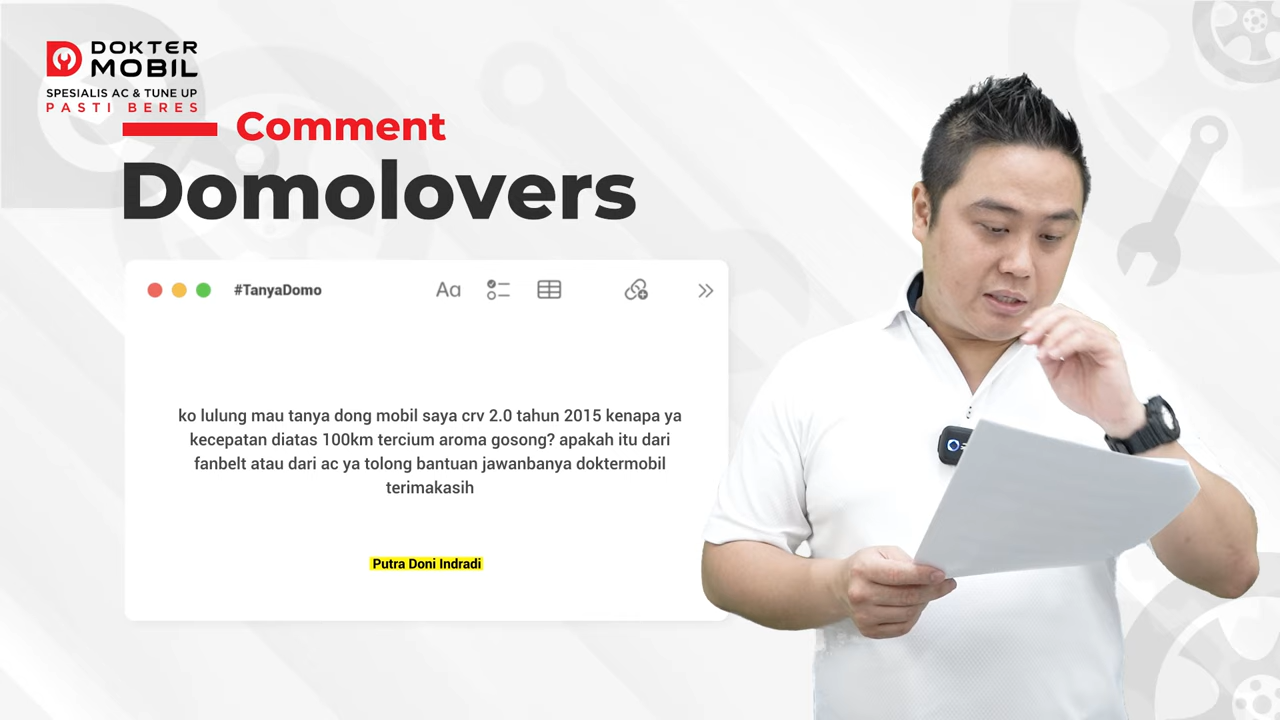 DOKTER
MOBIL
SPESIALIS AC & TUNE UP
PASTI BERES
Comment
Domolovers
#TanyaDomo
Aa
ko lulung mau tanya dong mobil saya crv 2.0 tahun 2015 kenapa ya
kecepatan diatas 100km tercium aroma gosong? apakah itu dari
fanbelt atau dari ac ya tolong bantuan jawanbanya doktermobil
terimakasih
Putra Doni Indradi